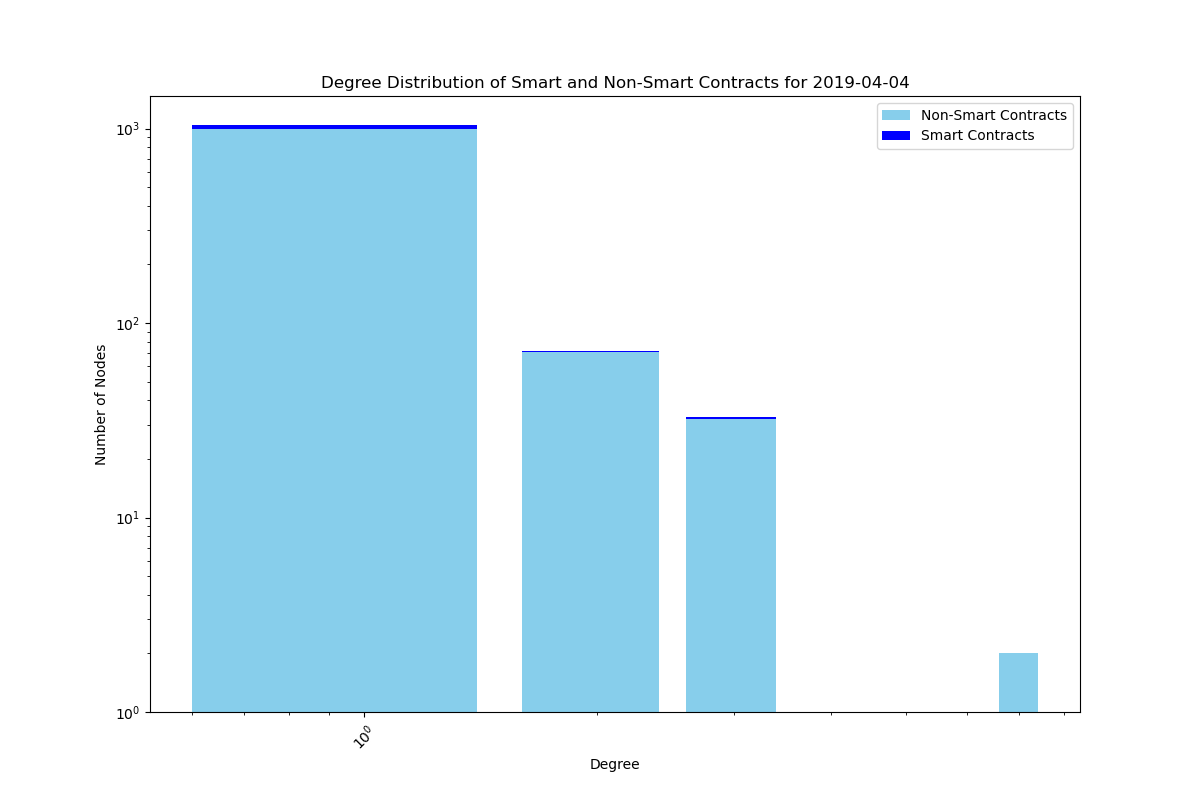 Degree Distribution of Smart and Non-Smart Contracts for 2019-04-04
Non-Smart Contracts
Smart Contracts
10³
10²
10¹
10⁰
Number of Nodes
10⁰
Degree